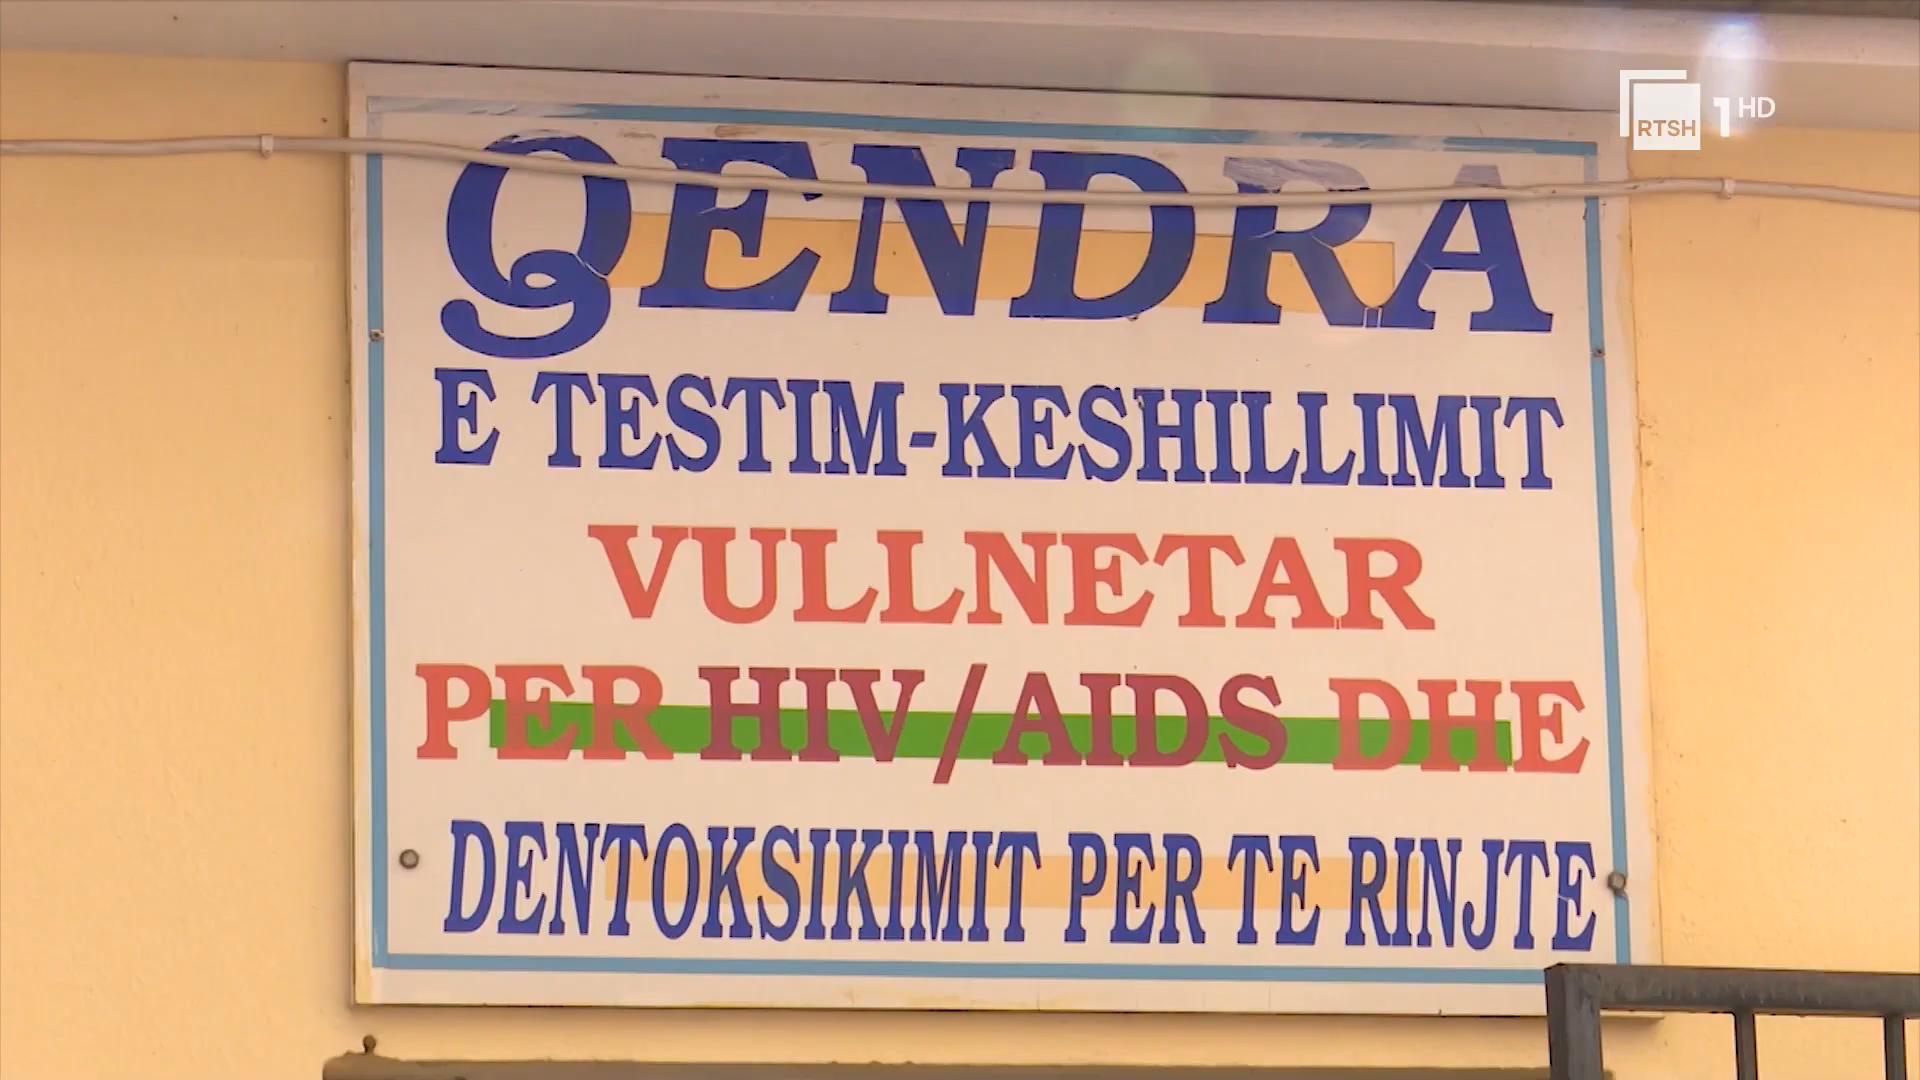 RTSH 1 HD
QENDRA
E TESTIM-KESHILLIMIT
VULLNETAR
PER HIV/AIDS DHE
DENTOKSIKIMIT PER TE RINJTE